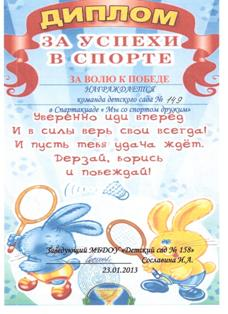 ДИПЛОМ
ЗА УСПЕХИ
В СПОРТЕ
ЗА ВОЛЮ К ПОБЕДЕ
НАГРАЖДАЕТСЯ
команда детского сада № 149
в Спартакиаде « Мы со спортом дружим»
Уверенно иди вперёд
И в силы верь свои всегда!
И пусть тебя удача ждёт.
Дерзай, борись
и побеждай!
Заведующий МБДОУ «Детский сад № 158»
Сославина И.А.
23.01.2013